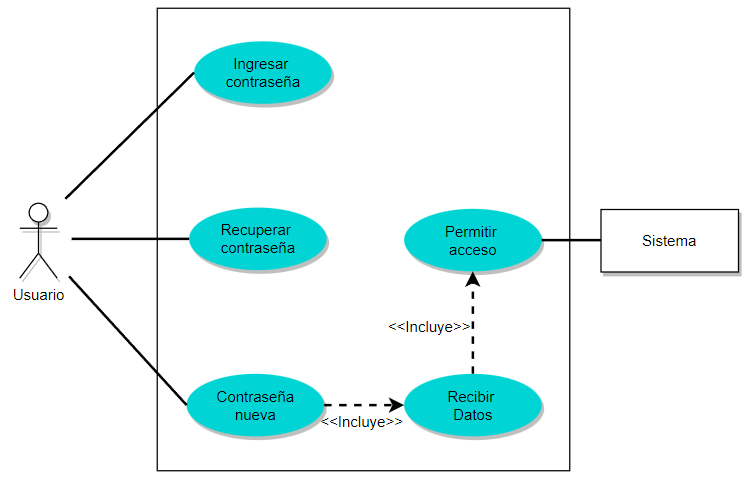 Ingresar
contraseña
Recuperar
contraseña
Permitir
acceso
Sistema
Usuario
<<Incluye>>
Contraseña
nueva
Recibir
Datos
<<Incluye>>